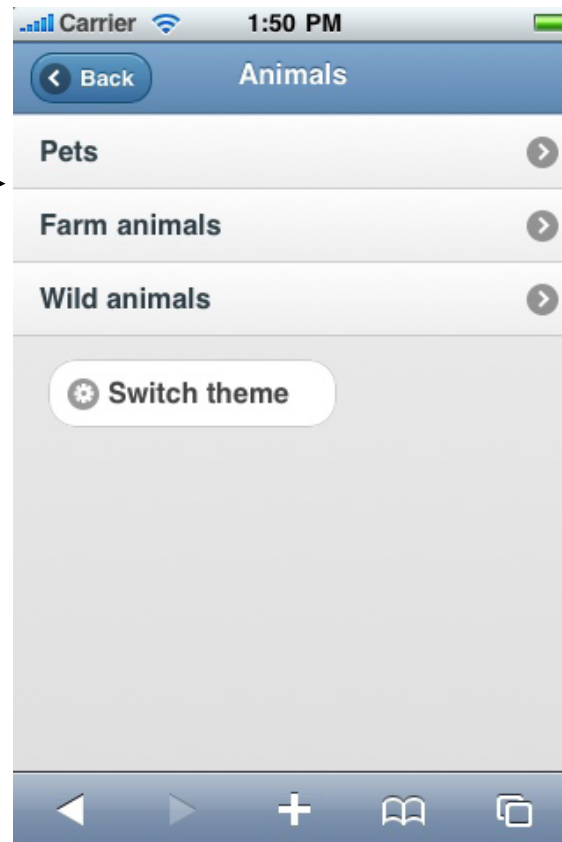 Carrier 1:50 PM
Back Animals
Pets
Farm animals
Wild animals
Switch theme